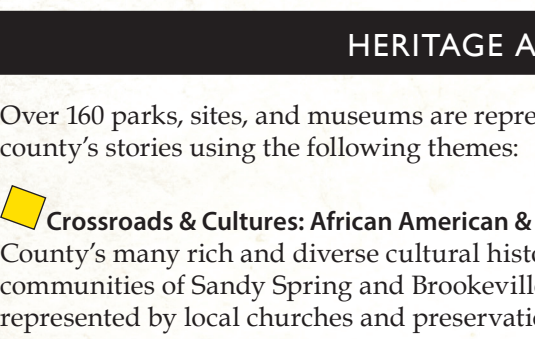 HERITAGE A
Over 160 parks, sites, and museums are repre
county's stories using the following themes:
Crossroads & Cultures: African American &
County's many rich and diverse cultural histo
communities of Sandy Spring and Brookeville
represented by local churches and preservati